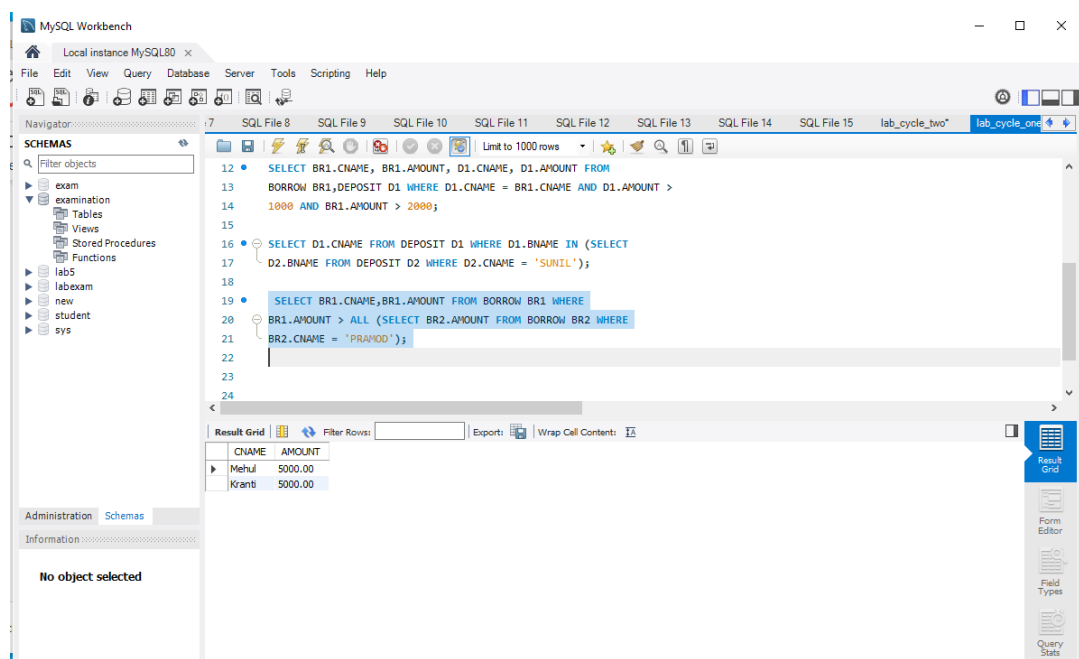 MySQL Workbench
Local instance MySQL80 ×
File Edit View Query Database Server Tools Scripting Help
Navigator
SCHEMAS
Filter objects
exam
examination
Tables
Views
Stored Procedures
Functions
lab5
labexam
new
student
sys
Administration Schemas
Information
No object selected
7 SQL File 8 SQL File 9 SQL File 10 SQL File 11 SQL File 12 SQL File 13 SQL File 14 SQL File 15 lab_cycle_two* lab_cycle_one
Limit to 1000 rows
12 SELECT BR1.CNAME, BR1.AMOUNT, D1.CNAME, D1.AMOUNT FROM
13 BORROW BR1,DEPOSIT D1 WHERE D1.CNAME = BR1.CNAME AND D1.AMOUNT >
14 1000 AND BR1.AMOUNT > 2000;
15
16 SELECT D1.CNAME FROM DEPOSIT D1 WHERE D1.BNAME IN (SELECT
17 D2.BNAME FROM DEPOSIT D2 WHERE D2.CNAME = 'SUNIL');
18
19 SELECT BR1.CNAME,BR1.AMOUNT FROM BORROW BR1 WHERE
20 BR1.AMOUNT > ALL (SELECT BR2.AMOUNT FROM BORROW BR2 WHERE
21 BR2.CNAME = 'PRAMOD');
22
23
24
Result Grid Filter Rows: Export: Wrap Cell Content:
CNAME AMOUNT
Mehul 5000.00
Kranti 5000.00
Result
Grid
Form
Editor
Field
Types
Query
Stats